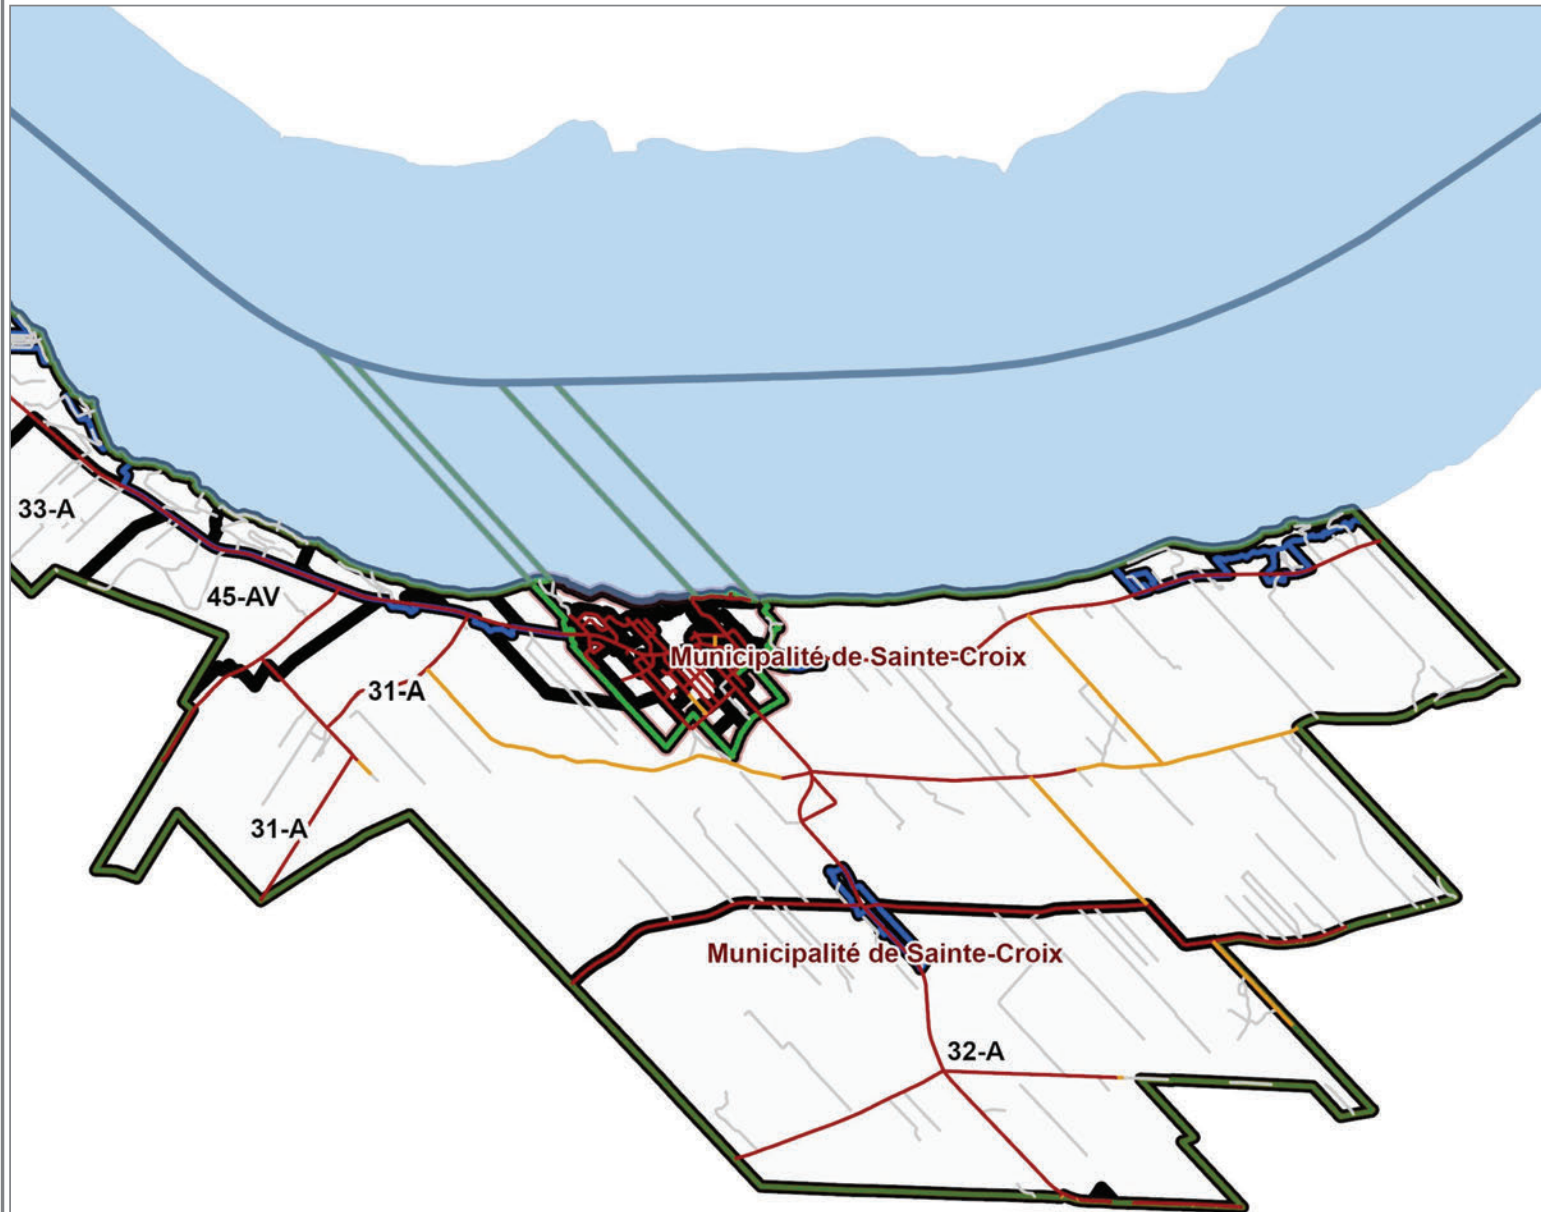 33-A
45-AV
Municipalité de Sainte-Croix
31-A
31-A
Municipalité de Sainte-Croix
32-A